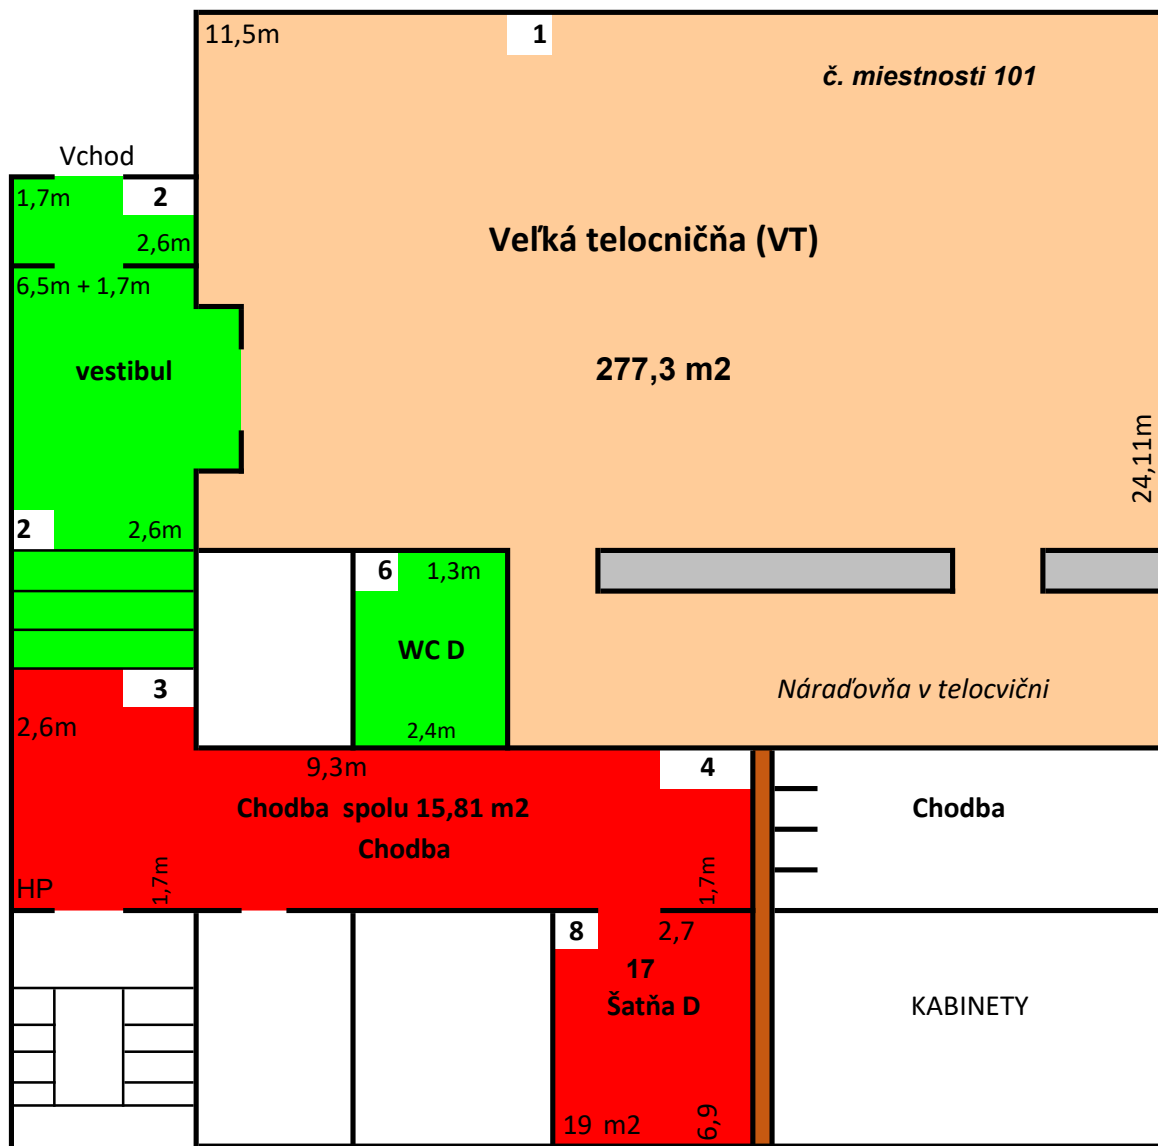 11,5m
1
č. miestnosti 101
Vchod
1,7m
2
2,6m
Veľká telocničňa (VT)
6,5m + 1,7m
vestibul
277,3 m2
24,11m
2
2,6m
6
1,3m
WC D
2,4m
Náraďovňa v telocvični
3
2,6m
9,3m
4
Chodba spolu 15,81 m2
Chodba
Chodba
HP
1,7m
1,7m
8
2,7
17
Šatňa D
KABINETY
19 m2
6,9